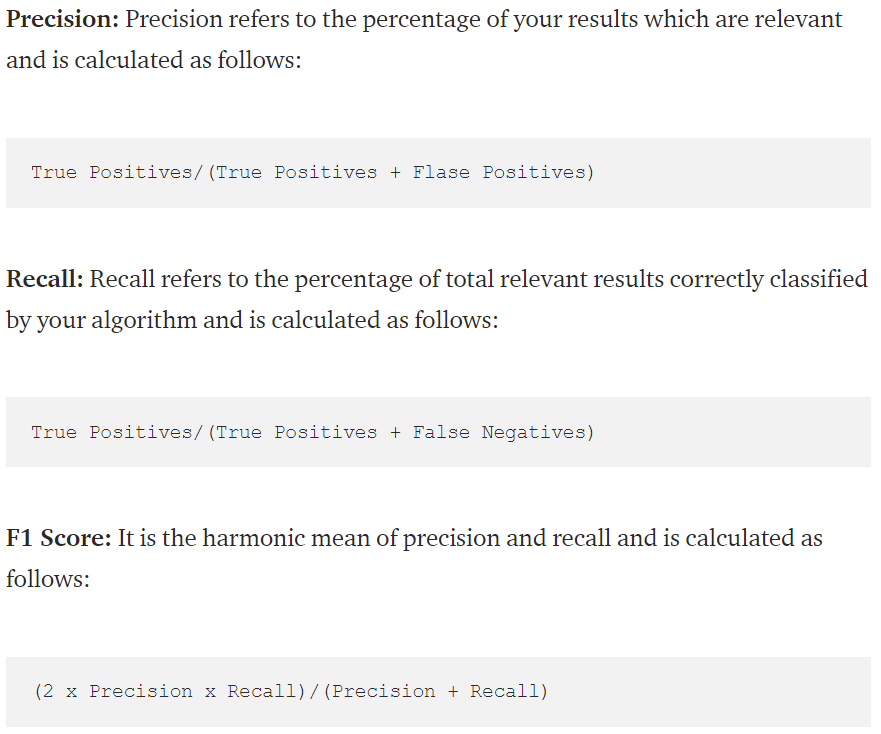 Precision: Precision refers to the percentage of your results which are relevant
and is calculated as follows:
True Positives/(True Positives + Flase Positives)
Recall: Recall refers to the percentage of total relevant results correctly classified
by your algorithm and is calculated as follows:
True Positives/(True Positives + False Negatives)
F1 Score: It is the harmonic mean of precision and recall and is calculated as
follows:
(2 x Precision x Recall)/(Precision + Recall)